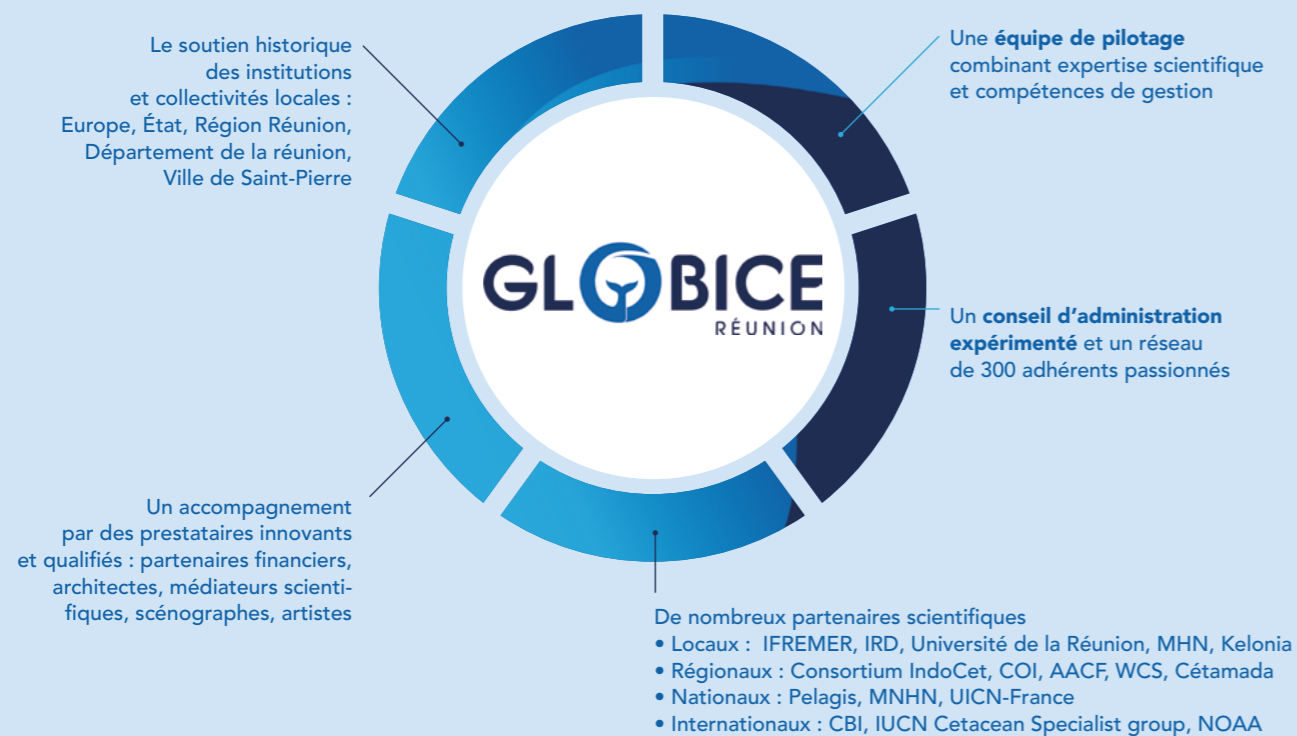 Le soutien historique
des institutions
et collectivités locales :
Europe, État, Région Réunion,
Département de la réunion,
Ville de Saint-Pierre
Une équipe de pilotage
combinant expertise scientifique
et compétences de gestion
GLOBICE
RÉUNION
Un conseil d’administration
expérimenté et un réseau
de 300 adhérents passionnés
Un accompagnement
par des prestataires innovants
et qualifiés : partenaires financiers,
architectes, médiateurs scienti-
fiques, scénographes, artistes
De nombreux partenaires scientifiques
• Locaux : IFREMER, IRD, Université de la Réunion, MHN, Kelonia
• Régionaux : Consortium IndoCet, COI, AACF, WCS, Cétamada
• Nationaux : Pelagis, MNHN, UICN-France
• Internationaux : CBI, IUCN Cetacean Specialist group, NOAA